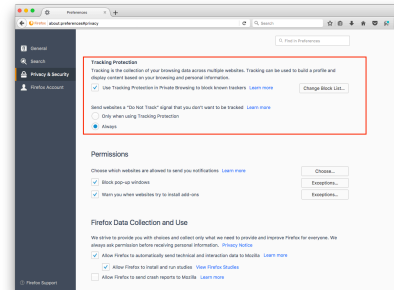 Preferences
Firefox about:preferences#privacy
Search
Find in Preferences
General
Search
Privacy & Security
Firefox Account
Tracking Protection
Tracking is the collection of your browsing data across multiple websites. Tracking can be used to build a profile and
display content based on your browsing and personal information.
Use Tracking Protection in Private Browsing to block known trackers Learn more
Change Block List...
Send websites a "Do Not Track" signal that you don't want to be tracked Learn more
Only when using Tracking Protection
Always
Permissions
Choose which websites are allowed to send you notifications Learn more
Choose...
Block pop-up windows
Exceptions...
Warn you when websites try to install add-ons
Exceptions...
Firefox Data Collection and Use
We strive to provide you with choices and collect only what we need to provide and improve Firefox for everyone. We
always ask permission before receiving personal information. Privacy Notice
Allow Firefox to automatically send technical and interaction data to Mozilla Learn more
Allow Firefox to install and run studies View Firefox Studies
Allow Firefox to send crash reports to Mozilla Learn more
Firefox Support